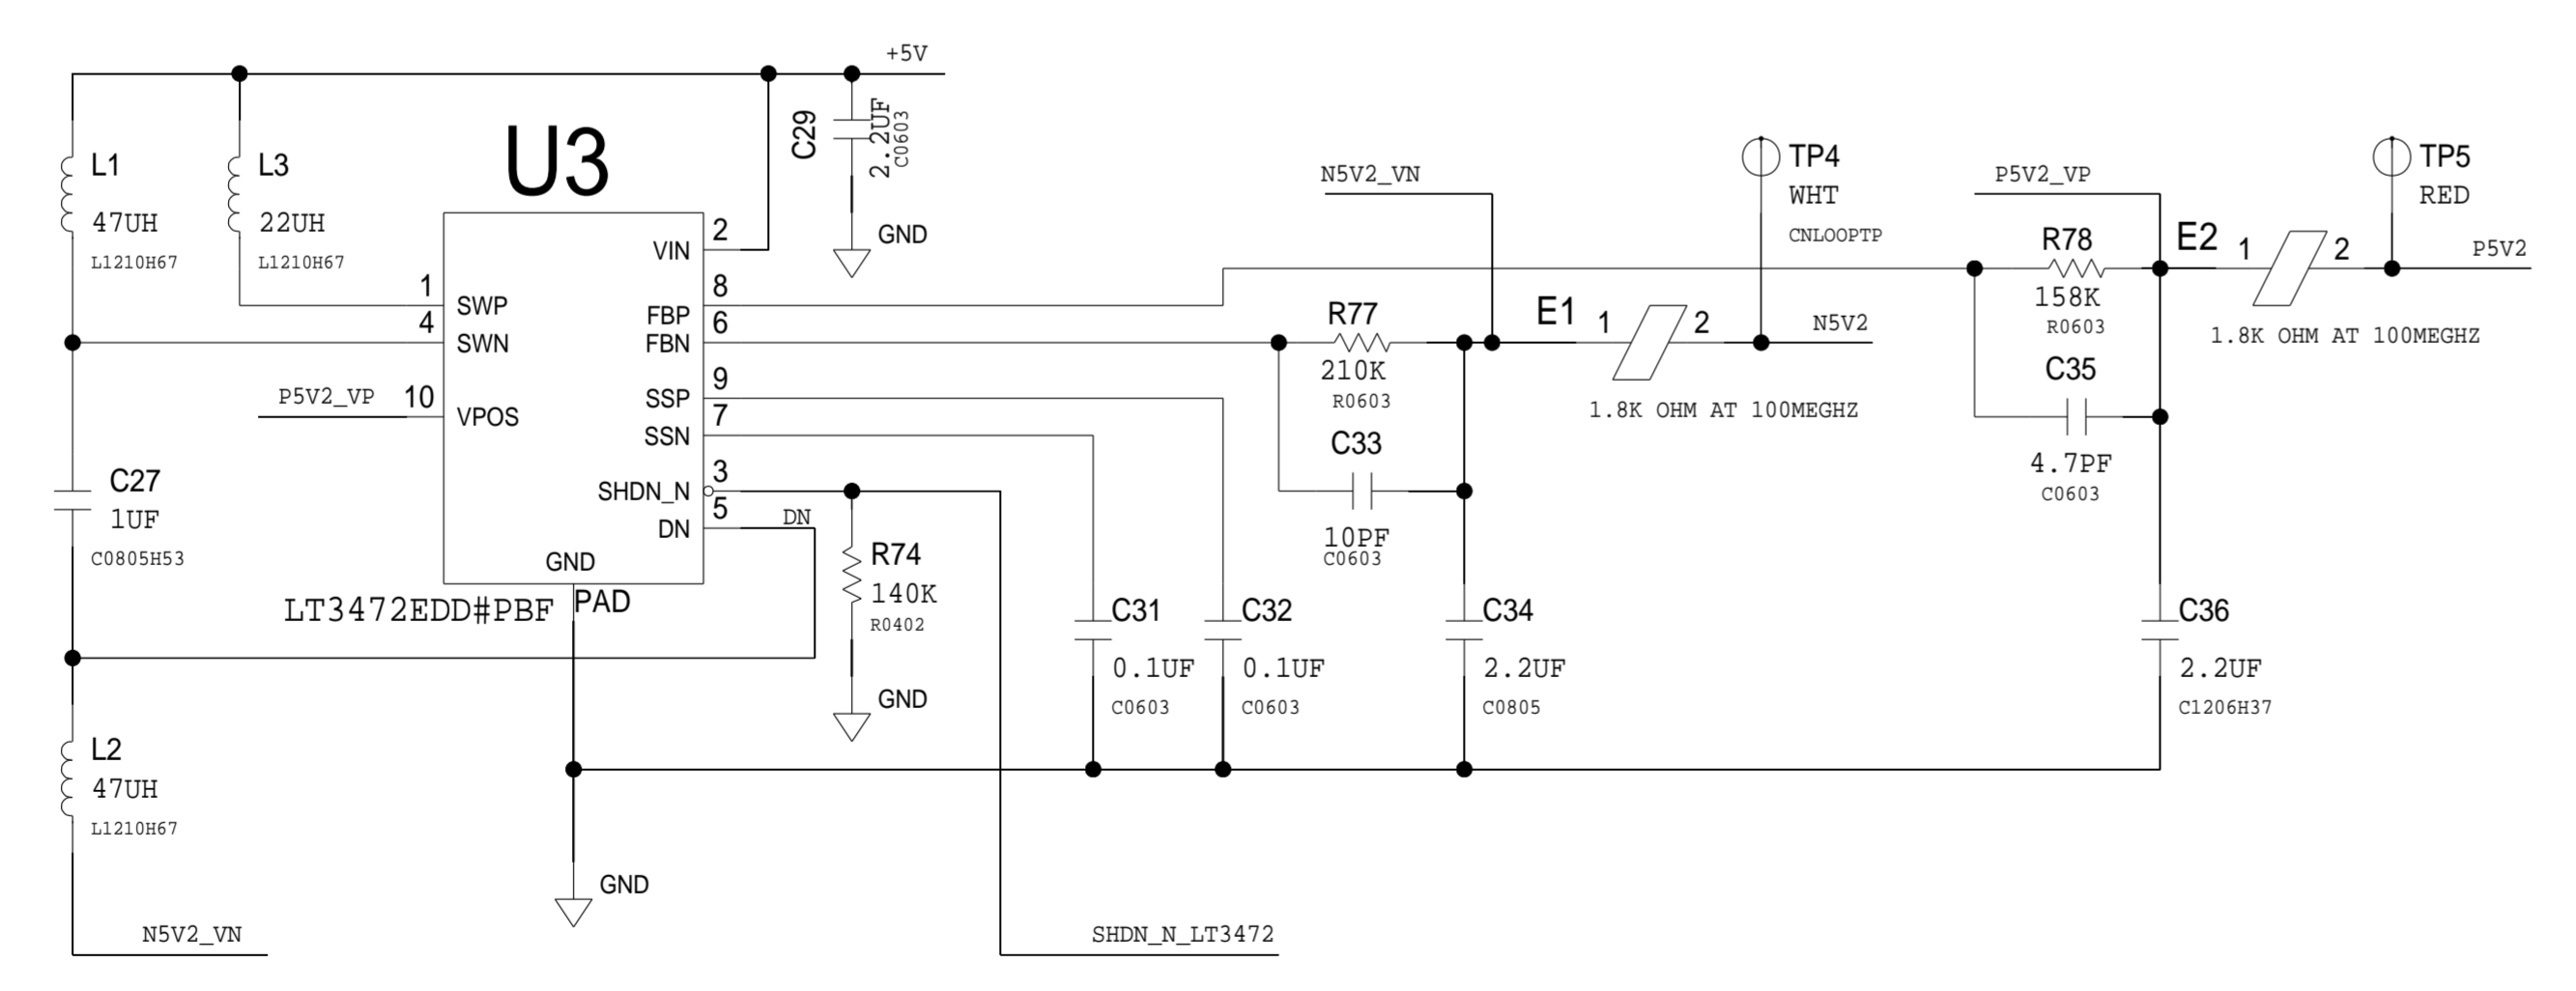 +5V
C29
2.2UF
C0603
GND
L1
47UH
L1210H67
L3
22UH
L1210H67
U3
VIN
2
1
SWP
4
SWN
P5V2_VP
10
VPOS
8
FBP
6
FBN
9
SSP
7
SSN
3
SHDN_N
5
DN
DN
GND
PAD
LT3472EDD#PBF
C27
1UF
C0805H53
L2
47UH
L1210H67
N5V2_VN
GND
R74
140K
R0402
GND
SHDN_N_LT3472
C31
0.1UF
C0603
C32
0.1UF
C0603
N5V2_VN
R77
210K
R0603
C33
10PF
C0603
C34
2.2UF
C0805
E1
1
2
1.8K OHM AT 100MEGHZ
TP4
WHT
CNLOOPTP
N5V2
P5V2_VP
R78
158K
R0603
C35
4.7PF
C0603
C36
2.2UF
C1206H37
E2
1
2
1.8K OHM AT 100MEGHZ
TP5
RED
P5V2